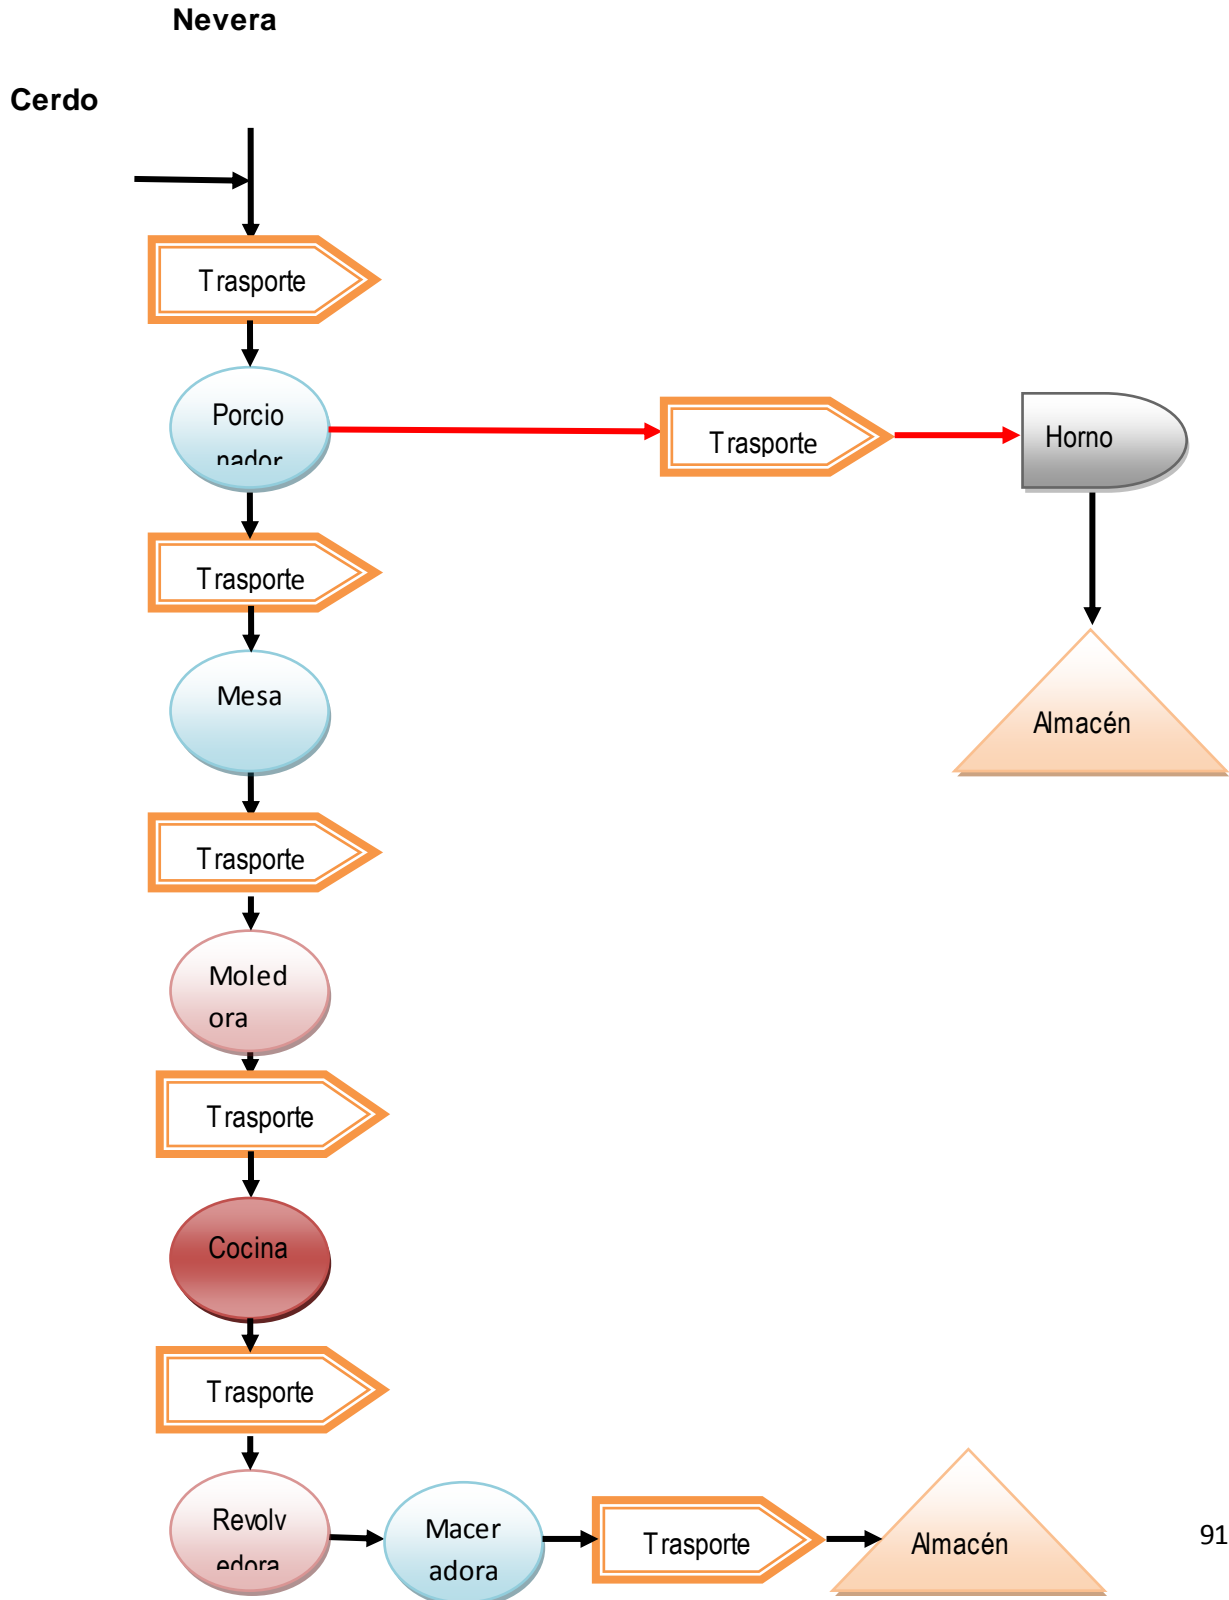 Nevera
Cerdo
Trasporte
Porcio
nador
Trasporte
Horno
Trasporte
Mesa
Almacén
Trasporte
Moled
ora
Trasporte
Cocina
Trasporte
Revolv
edora
Macer
adora
Trasporte
Almacén
91